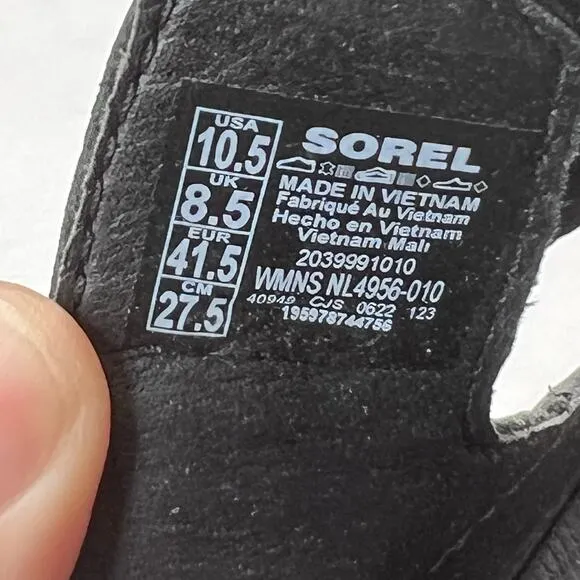 USA
10.5
UK
8.5
EUR
41.5
CM
27.5
SOREL
MADE IN VIETNAM
Fabriqué Au Vietnam
Hecho en Vietnam
Vietnam Malı
2039991010
WMNS NL4956-010
40949 CJS 0622 123
195978744756